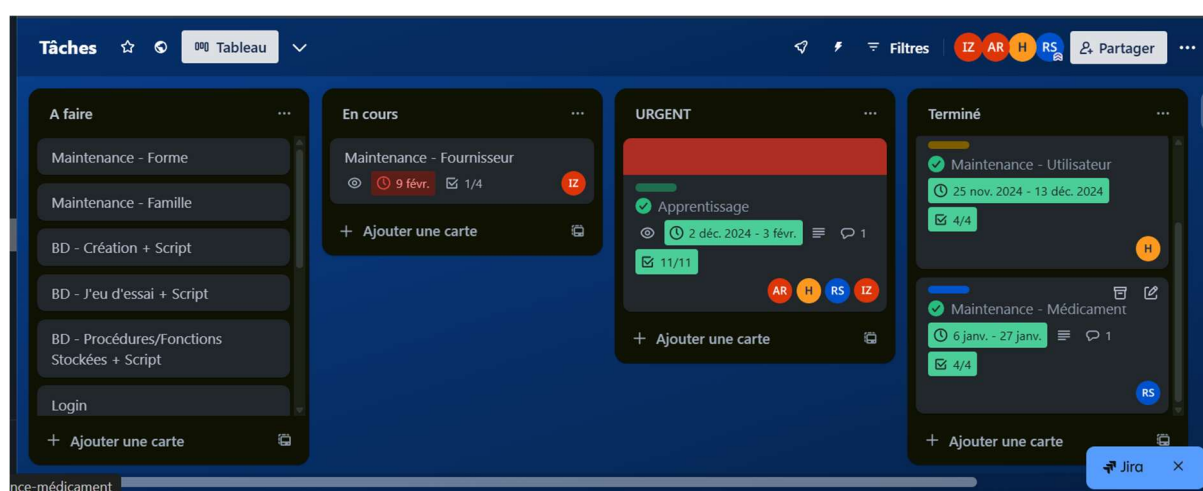 Tâches
Tableau
Filtres
IZ
AR
H
RS
Partager
A faire
Maintenance - Forme
Maintenance - Famille
BD - Création + Script
BD - J'eu d'essai + Script
BD - Procédures/Fonctions
Stockées + Script
Login
+ Ajouter une carte
En cours
Maintenance - Fournisseur
9 févr.
1/4
IZ
+ Ajouter une carte
URGENT
Apprentissage
2 déc. 2024 - 3 févr.
1
11/11
AR
H
RS
IZ
+ Ajouter une carte
Terminé
Maintenance - Utilisateur
25 nov. 2024 - 13 déc. 2024
4/4
H
Maintenance - Médicament
6 janv. - 27 janv.
1
4/4
RS
+ Ajouter une carte
Jira
nce-médicament